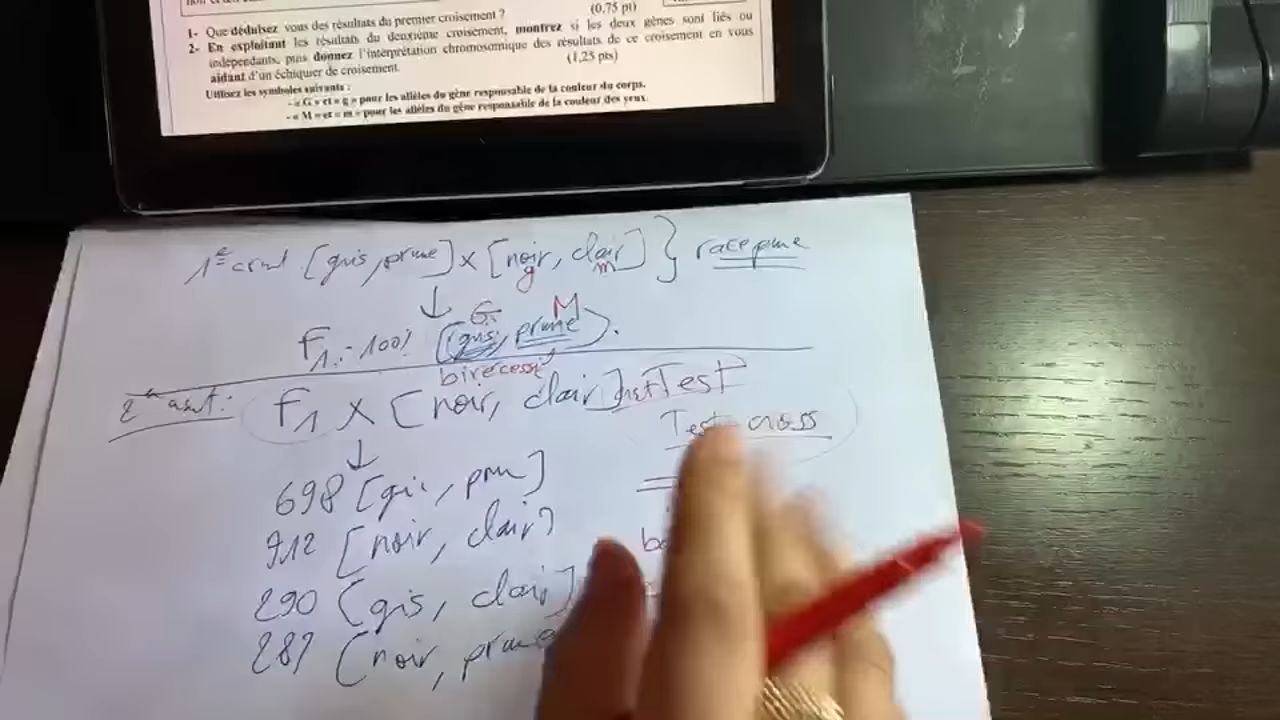 (0,75 pt)
1- Que déduisez vous des résultats du premier croisement ?
2- En exploitant les résultats du deuxième croisement, montrez si les deux gènes sont liés ou
indépendants, puis donnez l'interprétation chromosomique des résultats de ce croisement en vous
aidant d'un échiquier de croisement. (1,25 pts)
Utilisez les symboles suivants :
- « G » et « g » pour les allèles du gène responsable de la couleur du corps.
- « M » et « m » pour les allèles du gène responsable de la couleur des yeux.
[gris, prune] x [noir, clair] } race pure
g m
G M
F1 :- 100% [gris, prune].
birécessif
F1 X [noir, clair] Test
Test-cross
698 [gri, pru]
912 [noir, clair]
290 [gris, clair]
287 [noir, prune